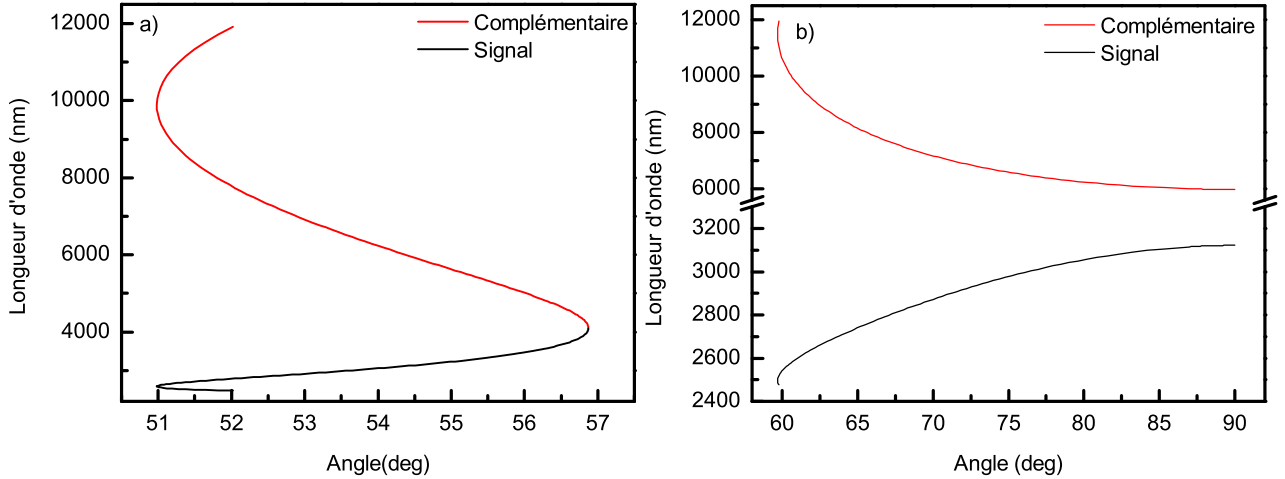 a)
Complémentaire
Signal
12000
10000
8000
6000
4000
Longueur d'onde (nm)
51 52 53 54 55 56 57
Angle(deg)
b)
Complémentaire
Signal
12000
10000
8000
6000
3200
3000
2800
2600
2400
Longueur d'onde (nm)
60 65 70 75 80 85 90
Angle (deg)